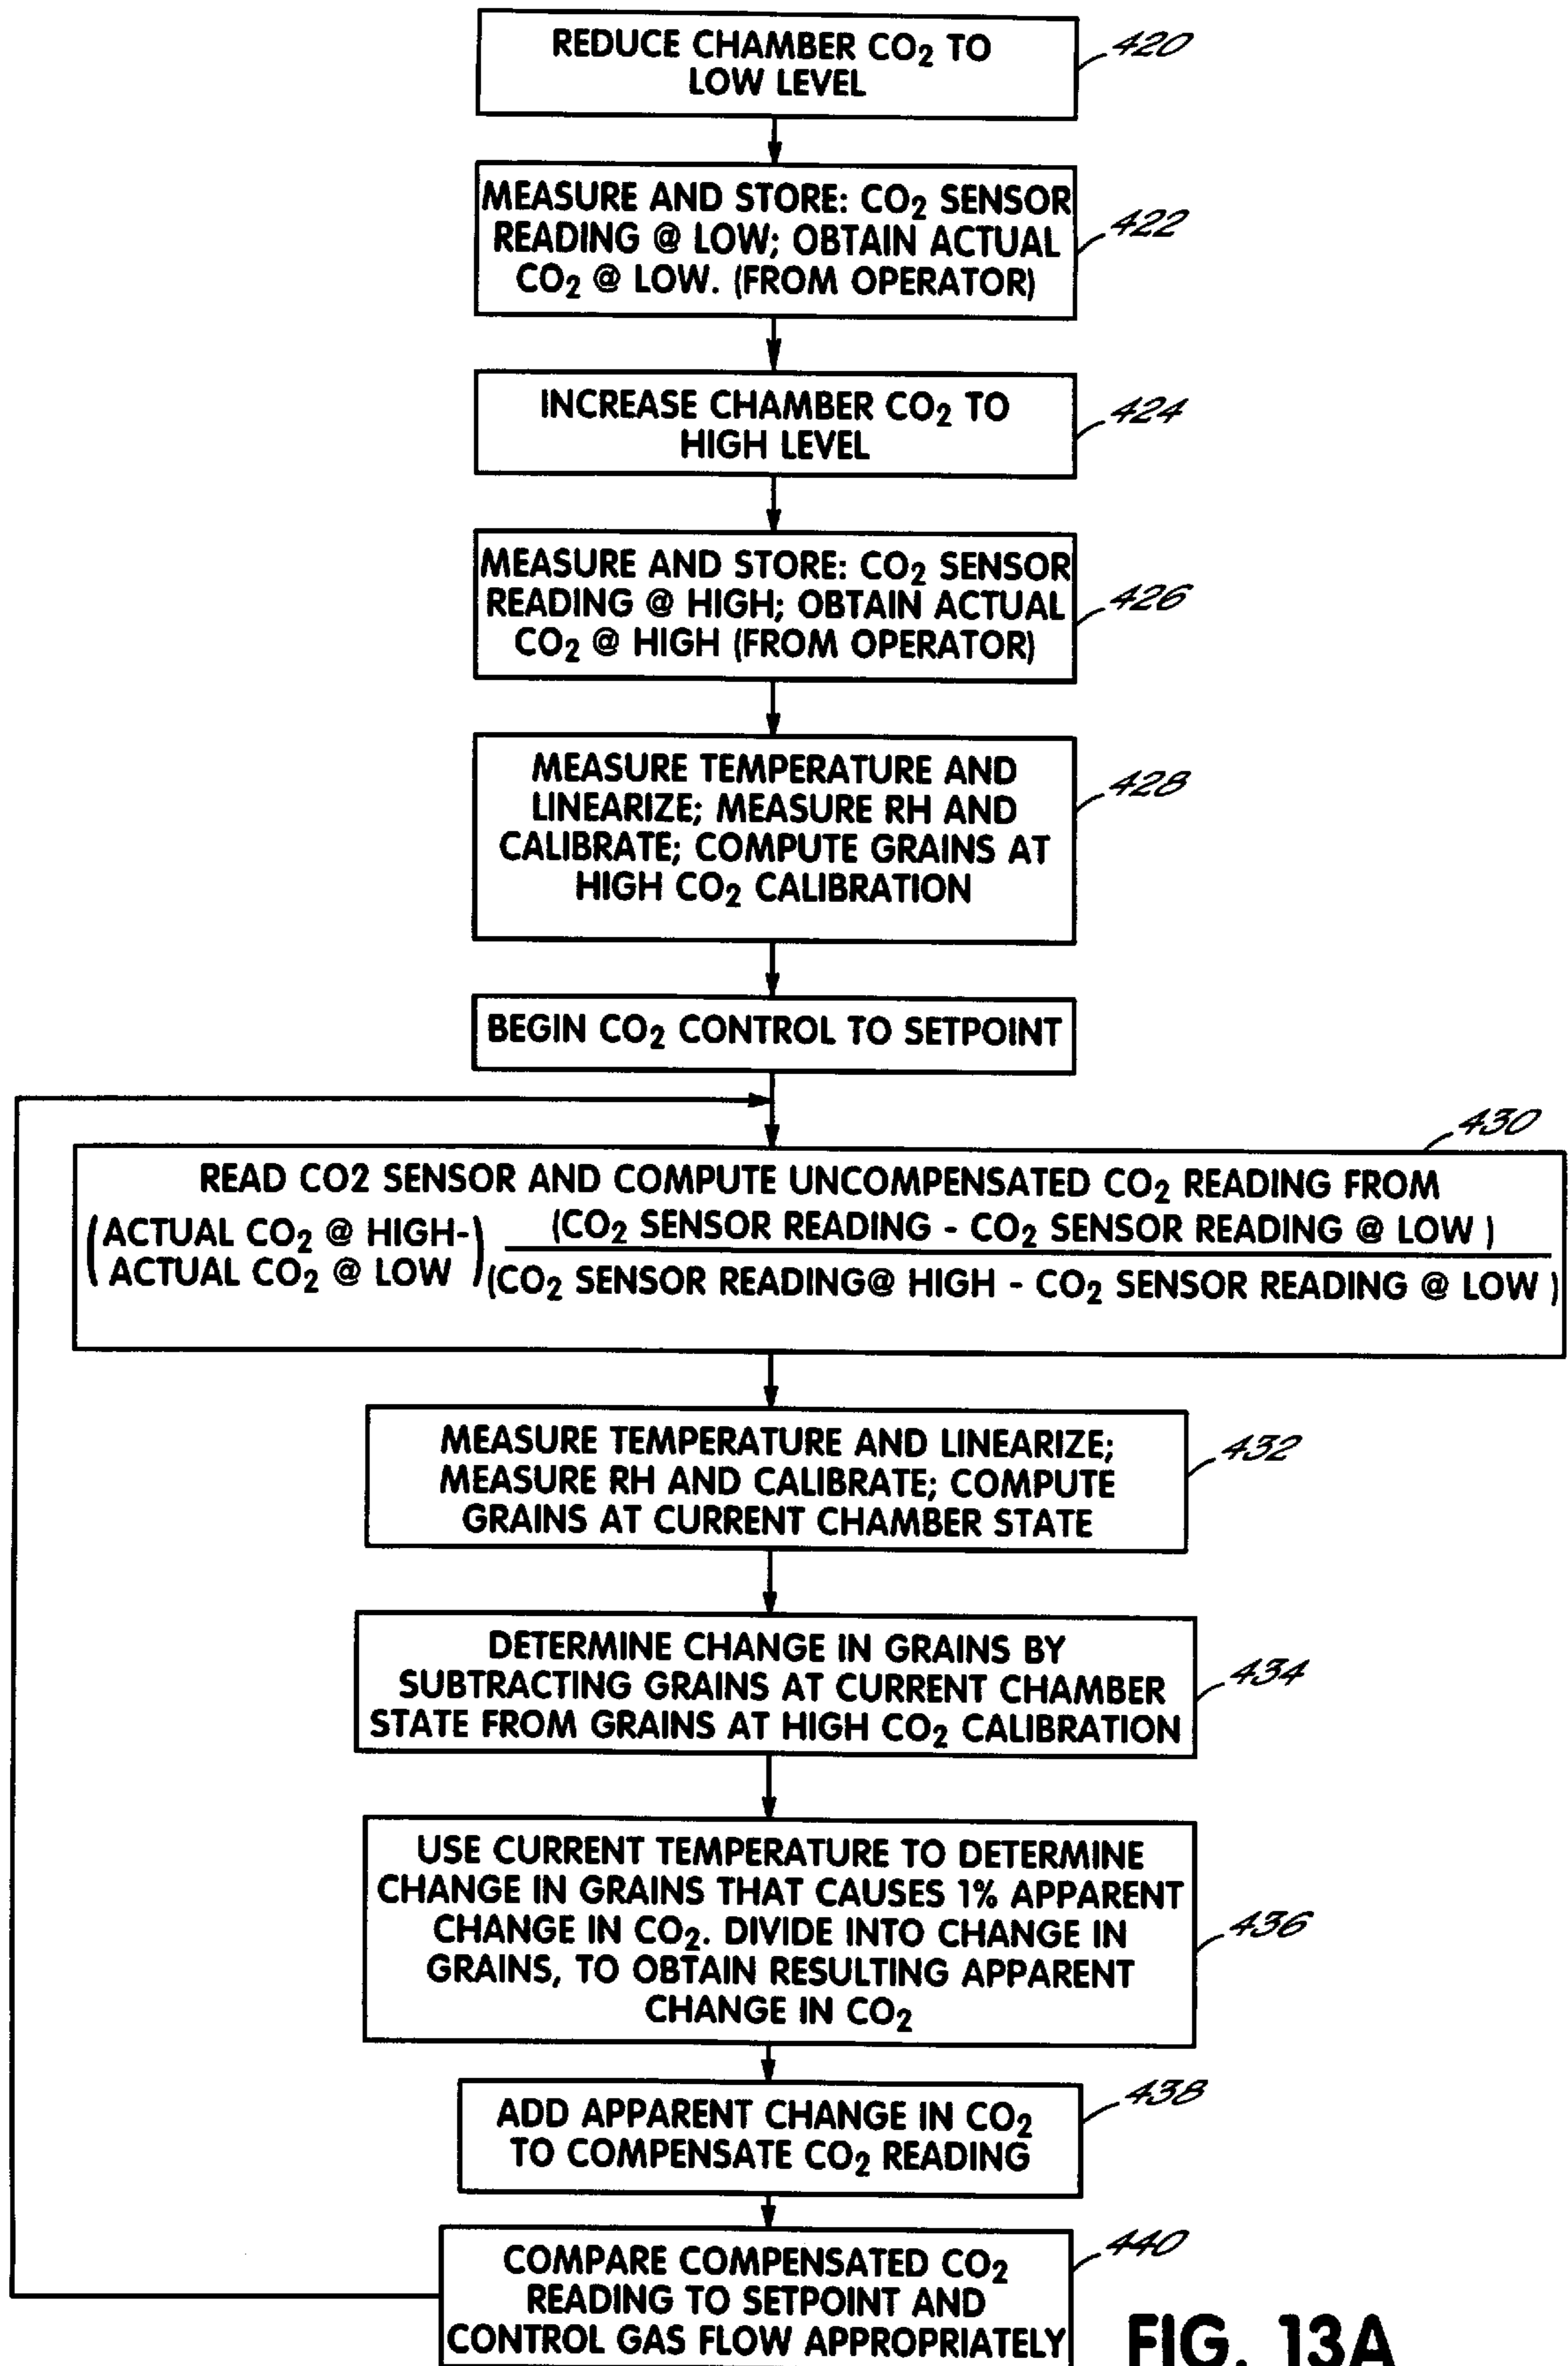 REDUCE CHAMBER CO₂ TO
LOW LEVEL
420
MEASURE AND STORE: CO₂ SENSOR
READING @ LOW; OBTAIN ACTUAL
CO₂ @ LOW. (FROM OPERATOR)
422
INCREASE CHAMBER CO₂ TO
HIGH LEVEL
424
MEASURE AND STORE: CO₂ SENSOR
READING @ HIGH; OBTAIN ACTUAL
CO₂ @ HIGH (FROM OPERATOR)
426
MEASURE TEMPERATURE AND
LINEARIZE; MEASURE RH AND
CALIBRATE; COMPUTE GRAINS AT
HIGH CO₂ CALIBRATION
428
BEGIN CO₂ CONTROL TO SETPOINT
430
READ CO2 SENSOR AND COMPUTE UNCOMPENSATED CO₂ READING FROM
(ACTUAL CO₂ @ HIGH-
ACTUAL CO₂ @ LOW)
(CO₂ SENSOR READING - CO₂ SENSOR READING @ LOW )
(CO₂ SENSOR READING@ HIGH - CO₂ SENSOR READING @ LOW )
MEASURE TEMPERATURE AND LINEARIZE;
MEASURE RH AND CALIBRATE; COMPUTE
GRAINS AT CURRENT CHAMBER STATE
432
DETERMINE CHANGE IN GRAINS BY
SUBTRACTING GRAINS AT CURRENT CHAMBER
STATE FROM GRAINS AT HIGH CO₂ CALIBRATION
434
USE CURRENT TEMPERATURE TO DETERMINE
CHANGE IN GRAINS THAT CAUSES 1% APPARENT
CHANGE IN CO₂. DIVIDE INTO CHANGE IN
GRAINS, TO OBTAIN RESULTING APPARENT
CHANGE IN CO₂
436
ADD APPARENT CHANGE IN CO₂
TO COMPENSATE CO₂ READING
438
COMPARE COMPENSATED CO₂
READING TO SETPOINT AND
CONTROL GAS FLOW APPROPRIATELY
440
FIG. 13A